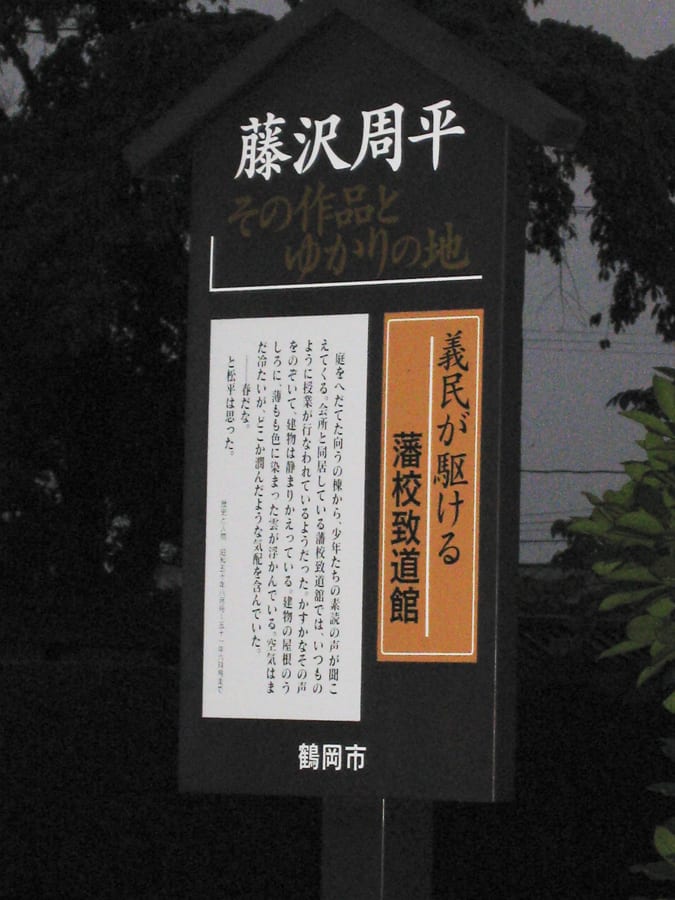 藤沢周平
その作品と
ゆかりの地
義民が駆ける
藩校致道館
庭をへだてた向うの棟から、少年たちの素読の声が聞こ
えてくる。会所と同居している藩校致道館では、いつもの
ように授業が行なわれているようだった。かすかなその声
をのぞいて、建物は静まりかえっている。建物の屋根のう
しろに、薄もも色に染まった雲が浮かんでいる。空気はま
だ冷たいが、どこか潤んだような気配を含んでいた。
――春だな。
と松平は思った。
鶴岡市